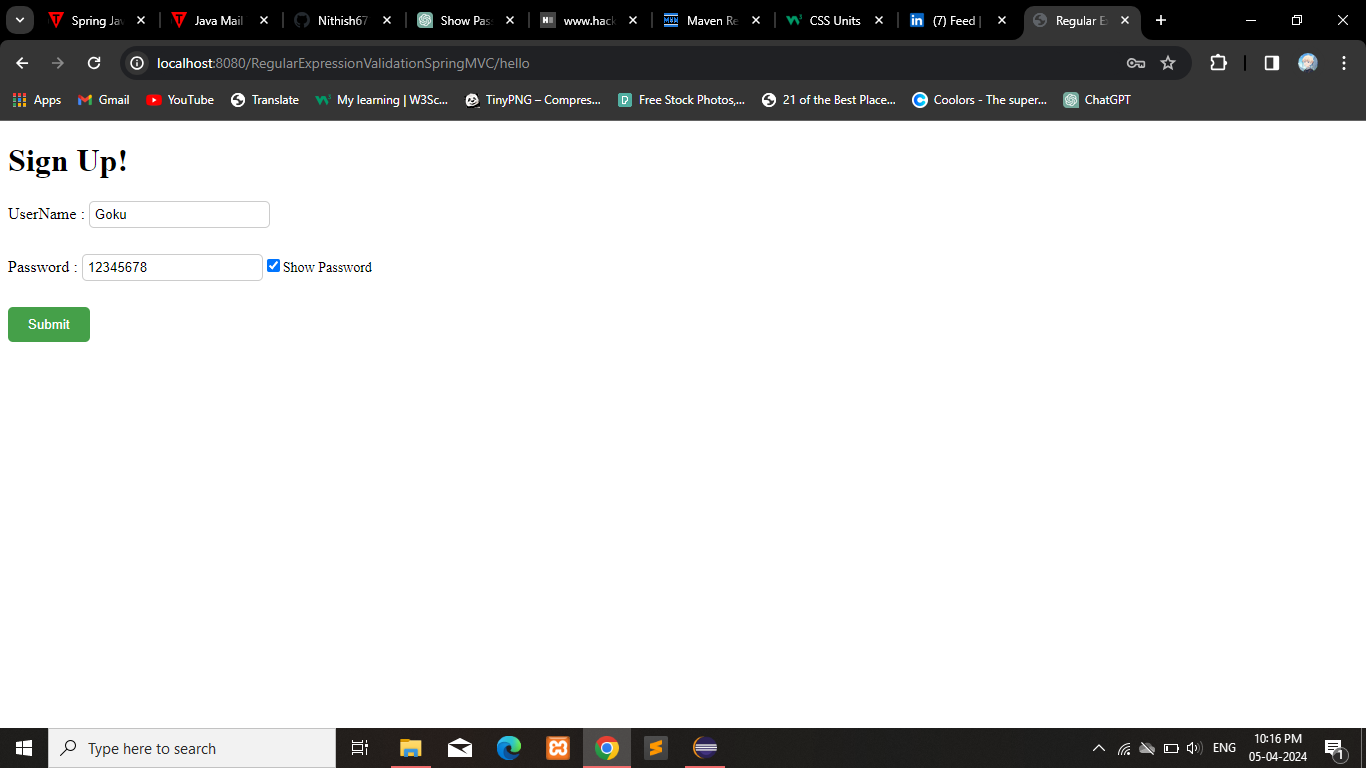 Spring Jav Java Mail Nithish67 Show Pas www.hack Maven Re CSS Units (7) Feed | Regular E
localhost:8080/RegularExpressionValidationSpringMVC/hello
Apps Gmail YouTube Translate My learning | W3Sc... TinyPNG – Compres... Free Stock Photos,... 21 of the Best Place... Coolors - The super... ChatGPT
Sign Up!
UserName : Goku
Password : 12345678 Show Password
Submit
Type here to search
ENG
10:16 PM
05-04-2024
1